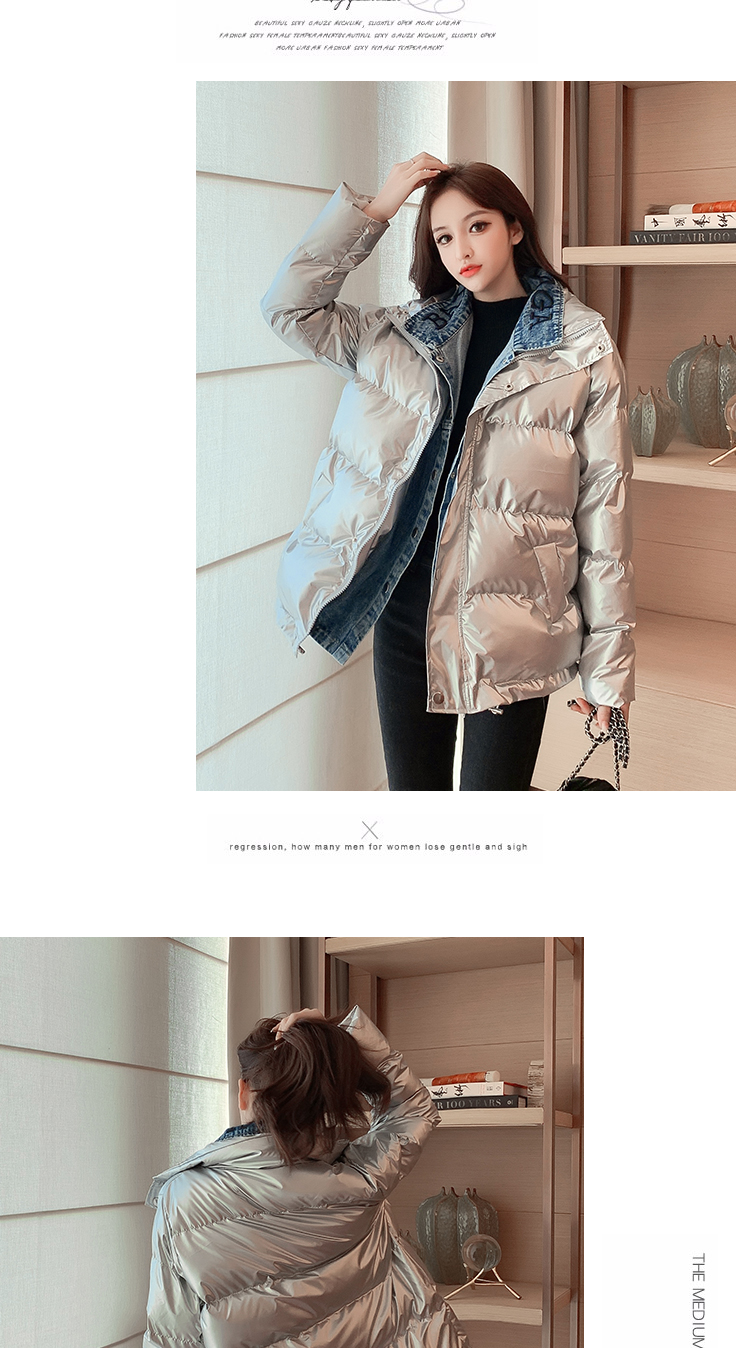 BEAUTIFUL SEXY GAUZE NECKLINE, SLIGHTLY OPEN MORE URBAN
FASHION SEXY FEMALE TEMPERAMENTBEAUTIFUL SEXY GAUZE NECKLINE, SLIGHTLY OPEN
MORE URBAN FASHION SEXY FEMALE TEMPERAMENT
VANITY FAIR 100
regression, how many men for women lose gentle and sigh
R 100 YEARS
THE MEDIUM